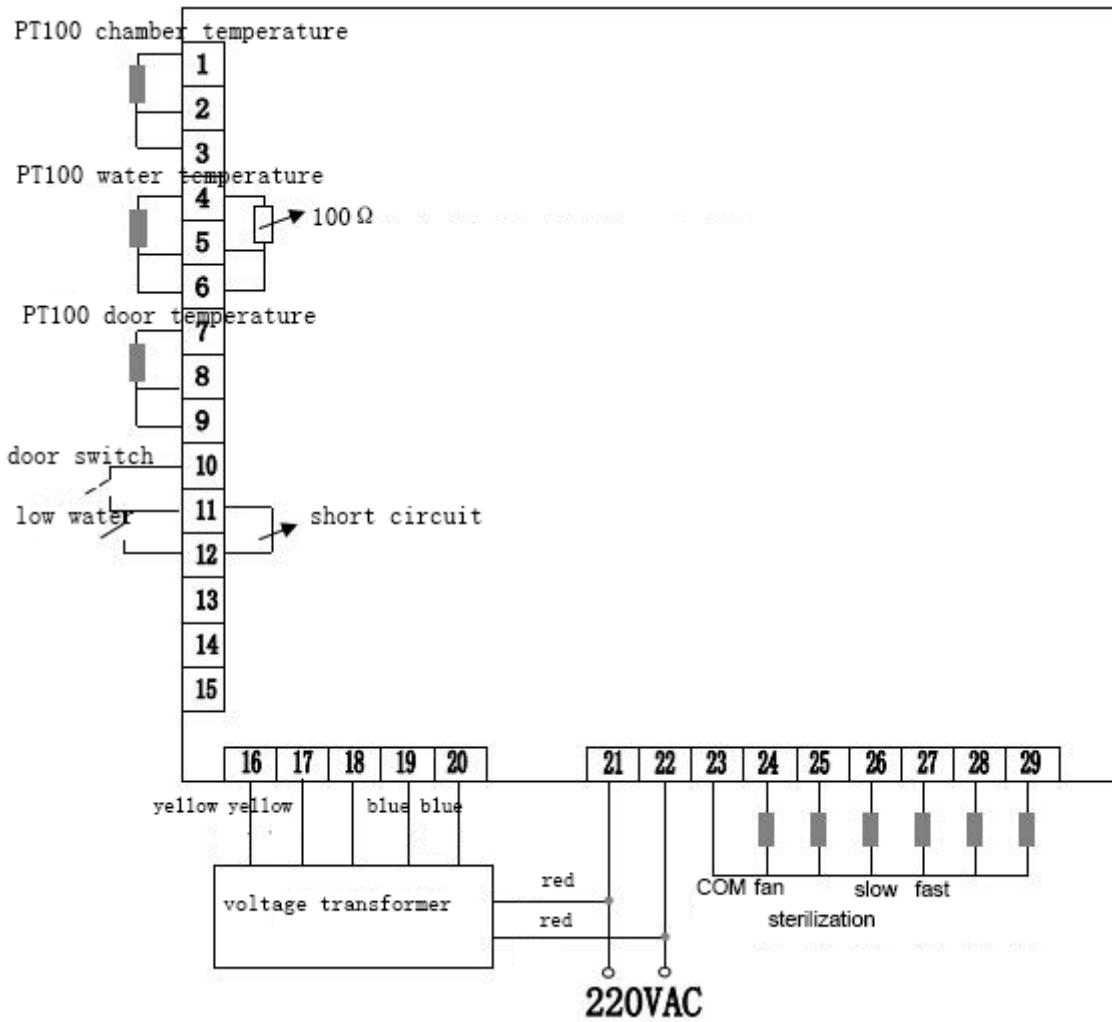 PT100 chamber temperature
1
2
3
PT100 water temperature
4
100Ω
5
6
PT100 door temperature
7
8
9
door switch
10
low water
11
short circuit
12
13
14
15
16 17 18 19 20
21 22 23 24 25 26 27 28 29
yellow yellow blue blue
red
COM fan slow fast
voltage transformer
red
sterilization
220VAC